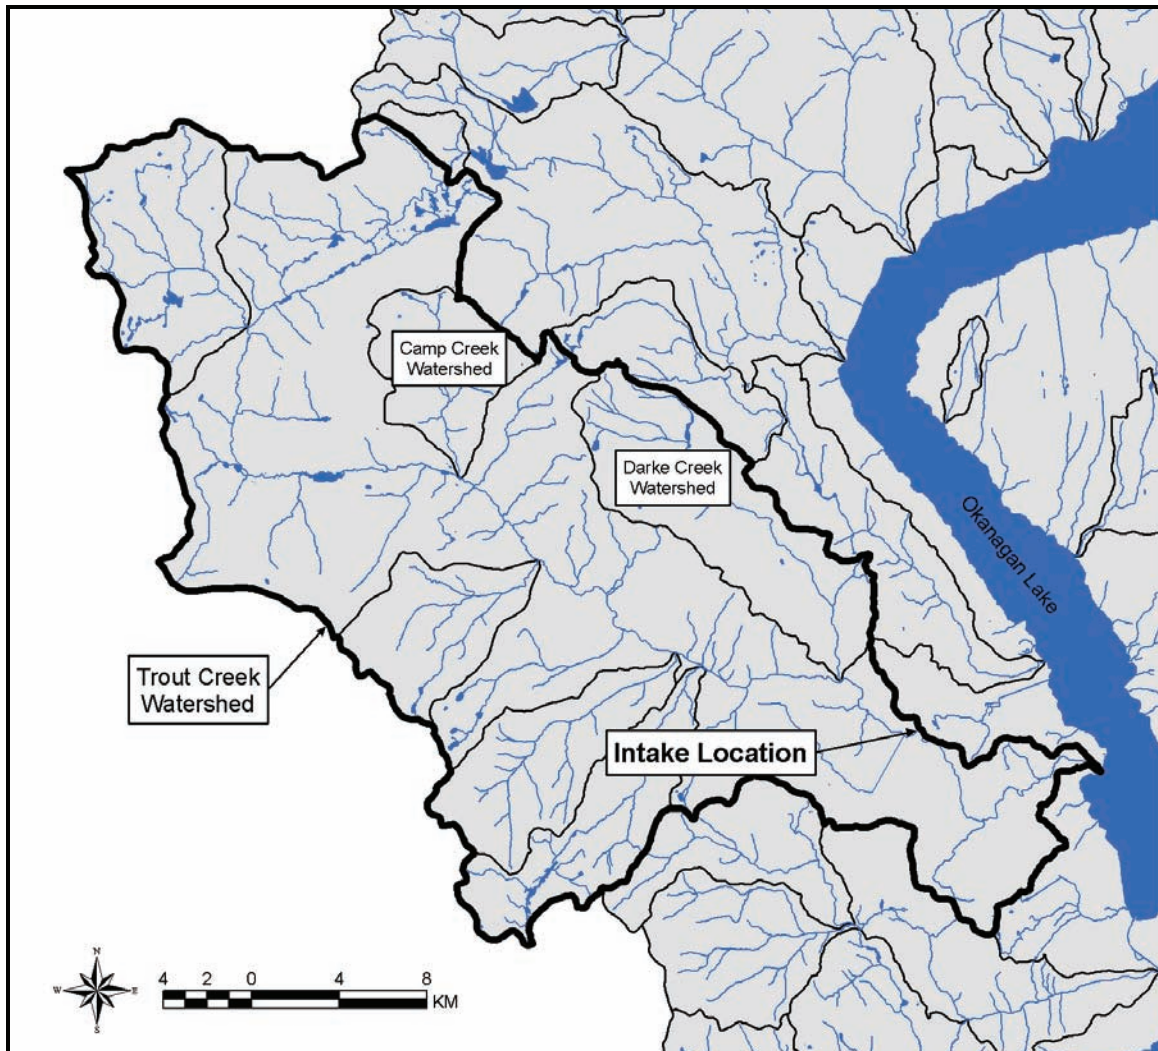 Camp Creek
Watershed
Darke Creek
Watershed
Okanagan Lake
Trout Creek
Watershed
Intake Location
N
W E
S
4 2 0 4 8
KM